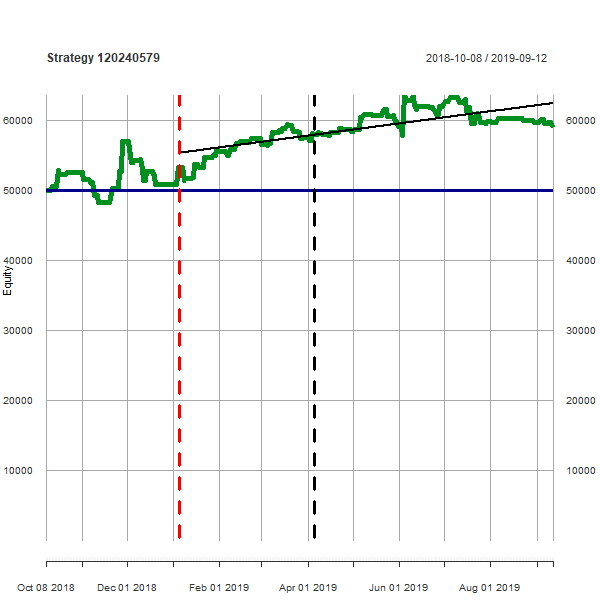 Strategy 120240579 2018-10-08 / 2019-09-12
60000 60000
50000 50000
40000 40000
Equity
30000 30000
20000 20000
10000 10000
Oct 08 2018 Dec 01 2018 Feb 01 2019 Apr 01 2019 Jun 01 2019 Aug 01 2019